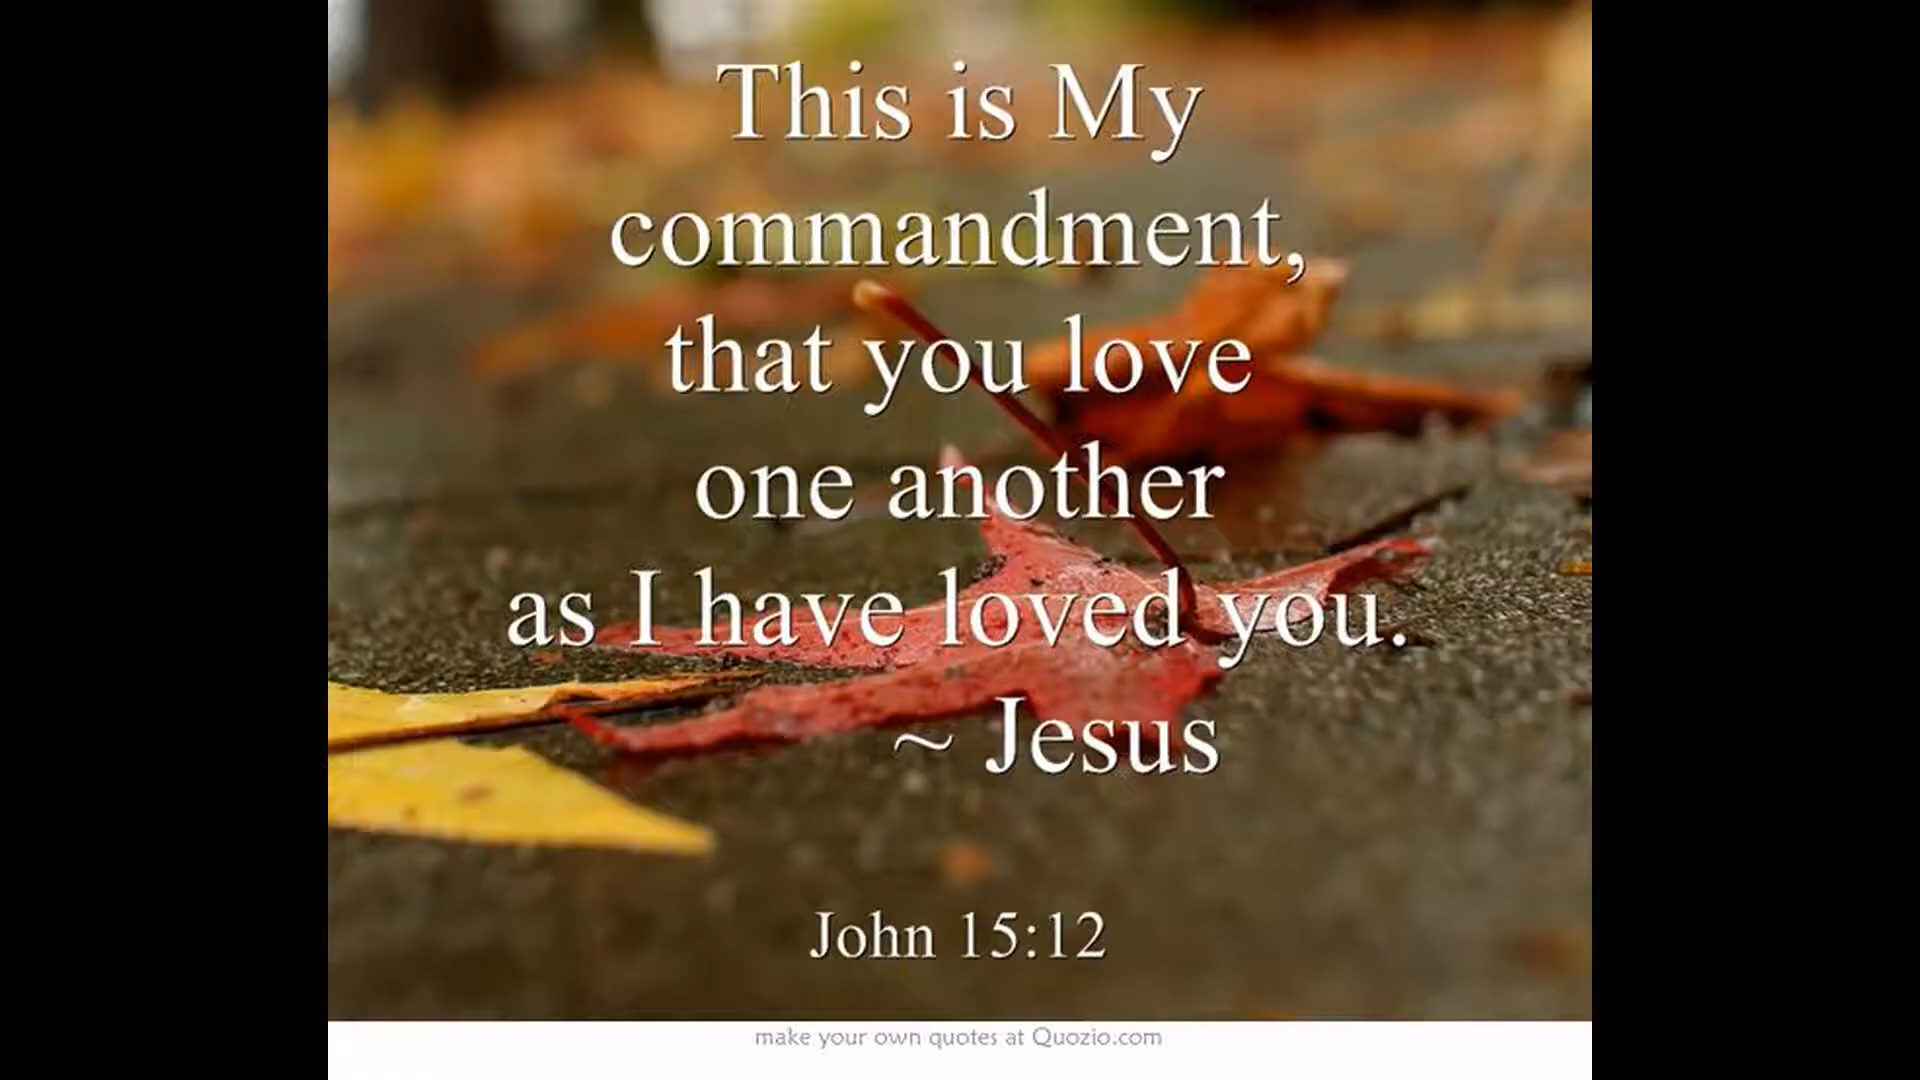 This is My
commandment,
that you love
one another
as I have loved you.
~ Jesus
John 15:12
make your own quotes at Quozio.com